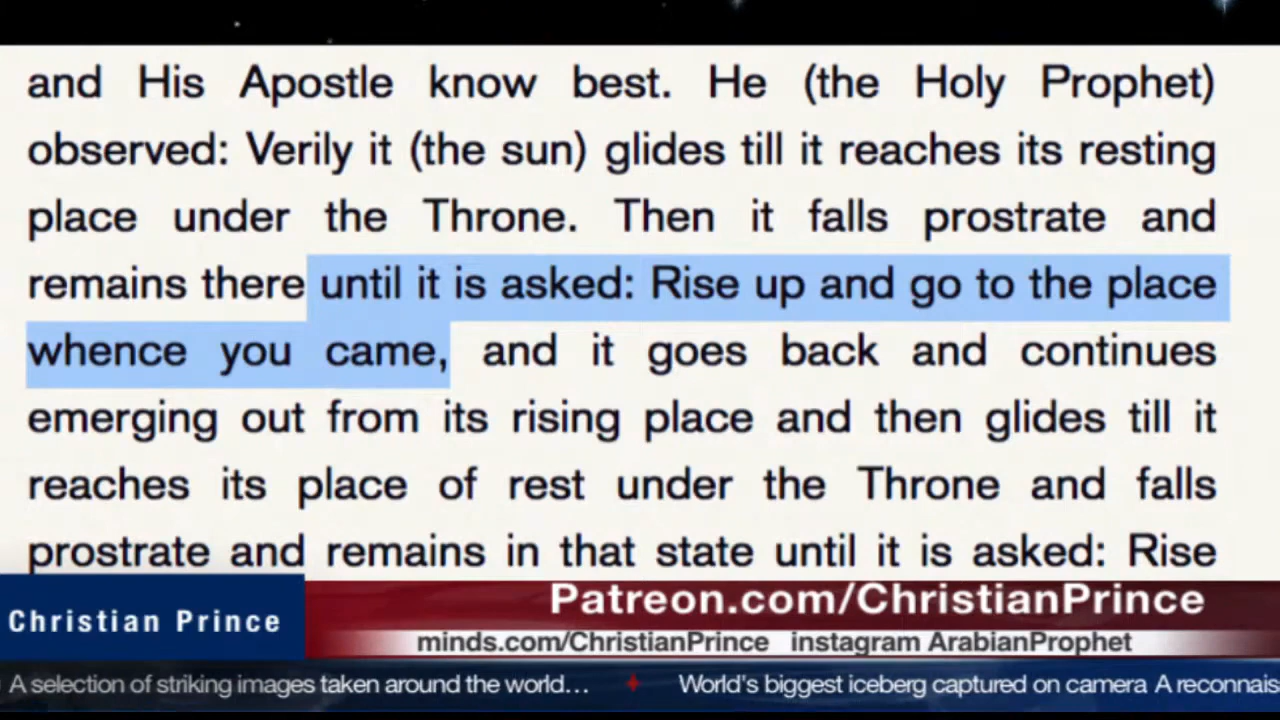 and His Apostle know best. He (the Holy Prophet)
observed: Verily it (the sun) glides till it reaches its resting
place under the Throne. Then it falls prostrate and
remains there until it is asked: Rise up and go to the place
whence you came, and it goes back and continues
emerging out from its rising place and then glides till it
reaches its place of rest under the Throne and falls
prostrate and remains in that state until it is asked: Rise
Christian Prince
Patreon.com/ChristianPrince
minds.com/ChristianPrince instagram ArabianProphet
A selection of striking images taken around the world... World's biggest iceberg captured on camera A reconnais